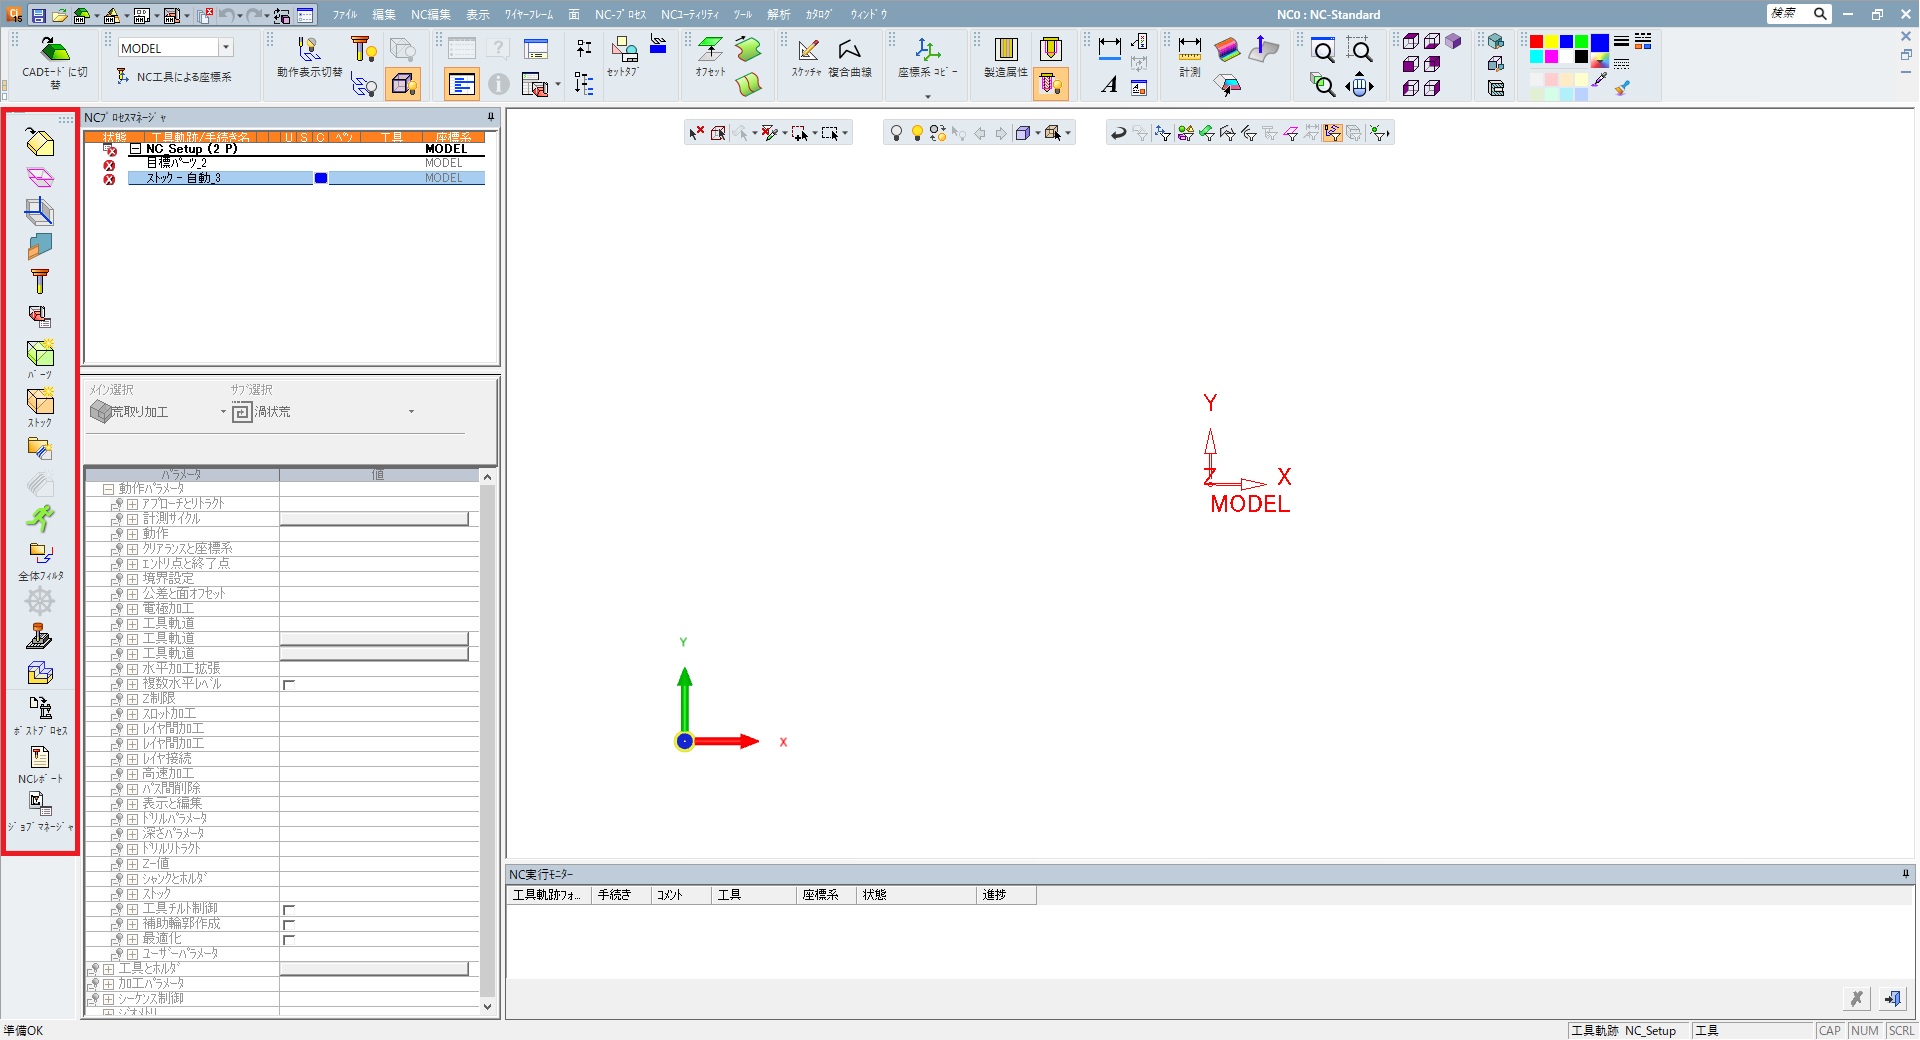 ﾌｧｲﾙ 編集 NC編集 表示 ﾜｲﾔｰﾌﾚｰﾑ 面 NC-ﾌﾟﾛｾｽ NCﾕｰﾃｨﾘﾃｨ ﾂｰﾙ 解析 ｶﾀﾛｸﾞ ｳｨﾝﾄﾞｳ NC0 : NC-Standard 検索
MODEL
CADﾓｰﾄﾞに切替
NC工具による座標系
動作表示切替
ｾｯﾄﾀﾌﾞ
ｵﾌｾｯﾄ
ｽｹｯﾁｬ 複合曲線
座標系 ｺﾋﾟｰ
製造属性
計測
ﾊﾟｰﾂ
ｽﾄｯｸ
全体ﾌｨﾙﾀ
ﾎﾟｽﾄﾌﾟﾛｾｽ
NCﾚﾎﾟｰﾄ
ｼﾞｮﾌﾞﾏﾈｰｼﾞｬ
NCﾌﾟﾛｾｽﾏﾈｰｼﾞｬ
状態 工具軌跡/手続き名 U S C ﾍﾟﾝ 工具 座標系
NC_Setup (2 P) MODEL
目標ﾊﾟｰﾂ_2 MODEL
ｽﾄｯｸ - 自動_3 MODEL
ﾒｲﾝ選択 ｻﾌﾞ選択
荒取り加工 渦状荒
ﾊﾟﾗﾒｰﾀ 値
動作ﾊﾟﾗﾒｰﾀ
ｱﾌﾟﾛｰﾁとﾘﾄﾗｸﾄ
計測ｻｲｸﾙ
動作
ｸﾘｱﾗﾝｽと座標系
ｴﾝﾄﾘ点と終了点
境界設定
公差と面ｵﾌｾｯﾄ
電極加工
工具軌道
工具軌道
工具軌道
水平加工拡張
複数水平ﾚﾍﾞﾙ
Z制限
ｽﾛｯﾄ加工
ﾚｲﾔ間加工
ﾚｲﾔ間加工
ﾚｲﾔ接続
高速加工
ﾊﾟｽ間削除
表示と編集
ﾄﾞﾘﾙﾊﾟﾗﾒｰﾀ
深さﾊﾟﾗﾒｰﾀ
ﾄﾞﾘﾙﾘﾄﾗｸﾄ
Z-値
ｼｬﾝｸとﾎﾙﾀﾞ
ｽﾄｯｸ
工具ﾁﾙﾄ制御
補助輪郭作成
最適化
ﾕｰｻﾞｰﾊﾟﾗﾒｰﾀ
工具とﾎﾙﾀﾞ
加工ﾊﾟﾗﾒｰﾀ
ｼｰｹﾝｽ制御
ｼﾞｵﾒﾄﾘ
Y
Z X
MODEL
Y
X
NC実行ﾓﾆﾀｰ
工具軌跡ﾌｫ... 手続き ｺﾒﾝﾄ 工具 座標系 状態 進捗
準備OK
工具軌跡 NC_Setup 工具 CAP NUM SCRL